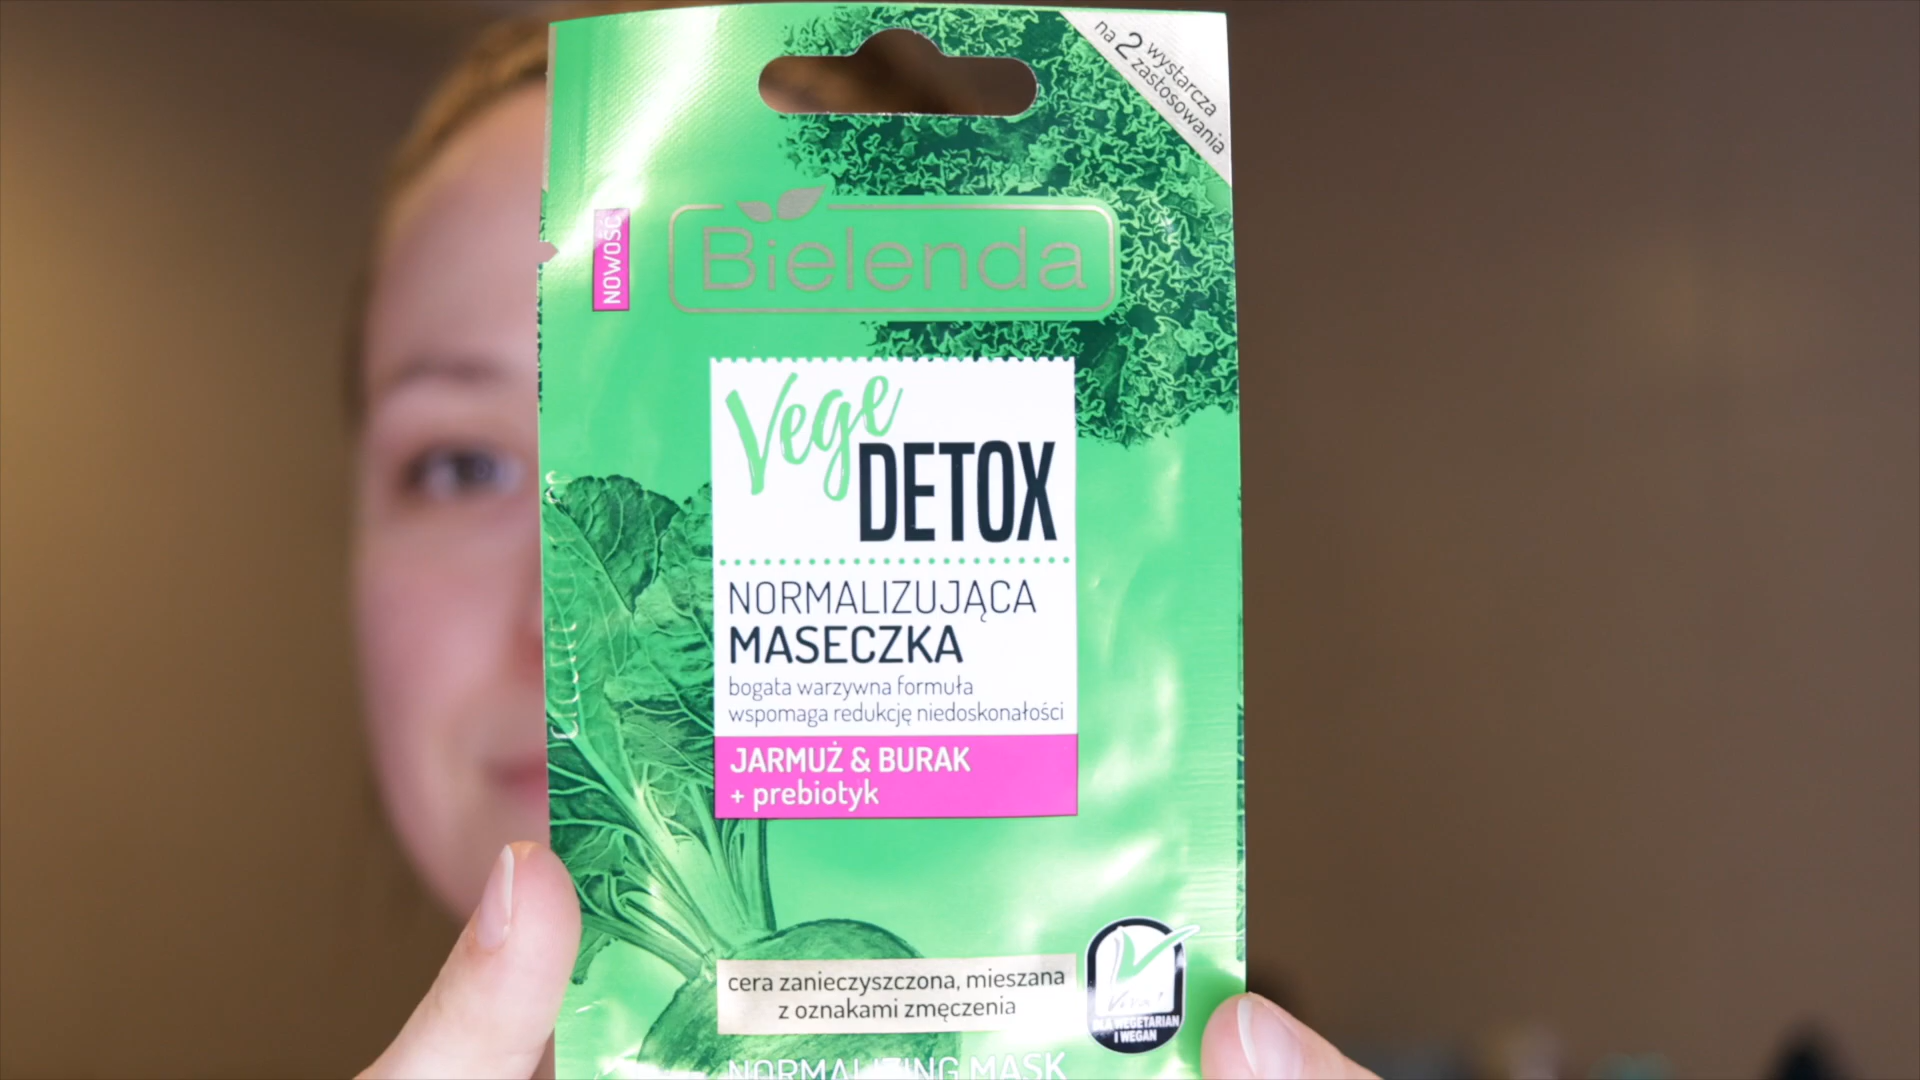 na 2 wystarcza
zastosowania
NOWOŚĆ
Bielenda
Vege
DETOX
NORMALIZUJĄCA
MASECZKA
bogata warzywna formuła
wspomaga redukcję niedoskonałości
JARMUŻ & BURAK
+ prebiotyk
cera zanieczyszczona, mieszana
z oznakami zmęczenia
Viva!
DLA WEGETARIAN
I WEGAN
NORMALIZING MASK